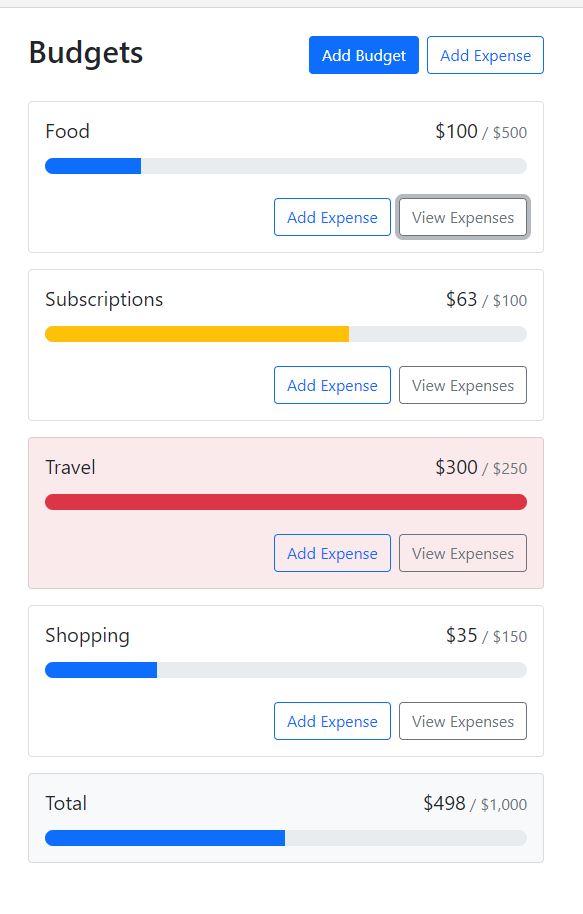 Budgets Add Budget Add Expense
Food $100 / $500
Add Expense View Expenses
Subscriptions $63 / $100
Add Expense View Expenses
Travel $300 / $250
Add Expense View Expenses
Shopping $35 / $150
Add Expense View Expenses
Total $498 / $1,000